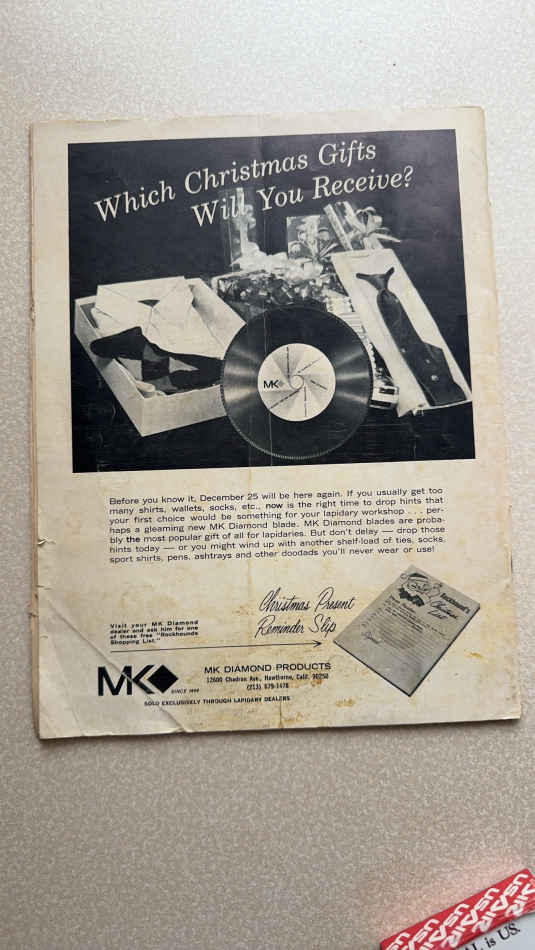 Which Christmas Gifts
Will You Receive?
MK
Before you know it, December 25 will be here again. If you usually get too
many shirts, wallets, socks, etc., now is the right time to drop hints that
your first choice would be something for your lapidary workshop . . . per-
haps a gleaming new MK Diamond blade. MK Diamond blades are proba-
bly the most popular gift of all for lapidaries. But don't delay — drop those
hints today — or you might wind up with another shelf-load of ties, socks,
sport shirts, pens, ashtrays and other doodads you'll never wear or use!
Christmas Present
Reminder Slip
Rockhound's
Christmas
List
Visit your MK Diamond
dealer and ask him for one
of these free "Rockhounds
Shopping List."
MK
MK DIAMOND PRODUCTS
12600 Chadron Ave., Hawthorne, Calif. 90250
(213) 679-1478
SOLD EXCLUSIVELY THROUGH LAPIDARY DEALERS
is US.